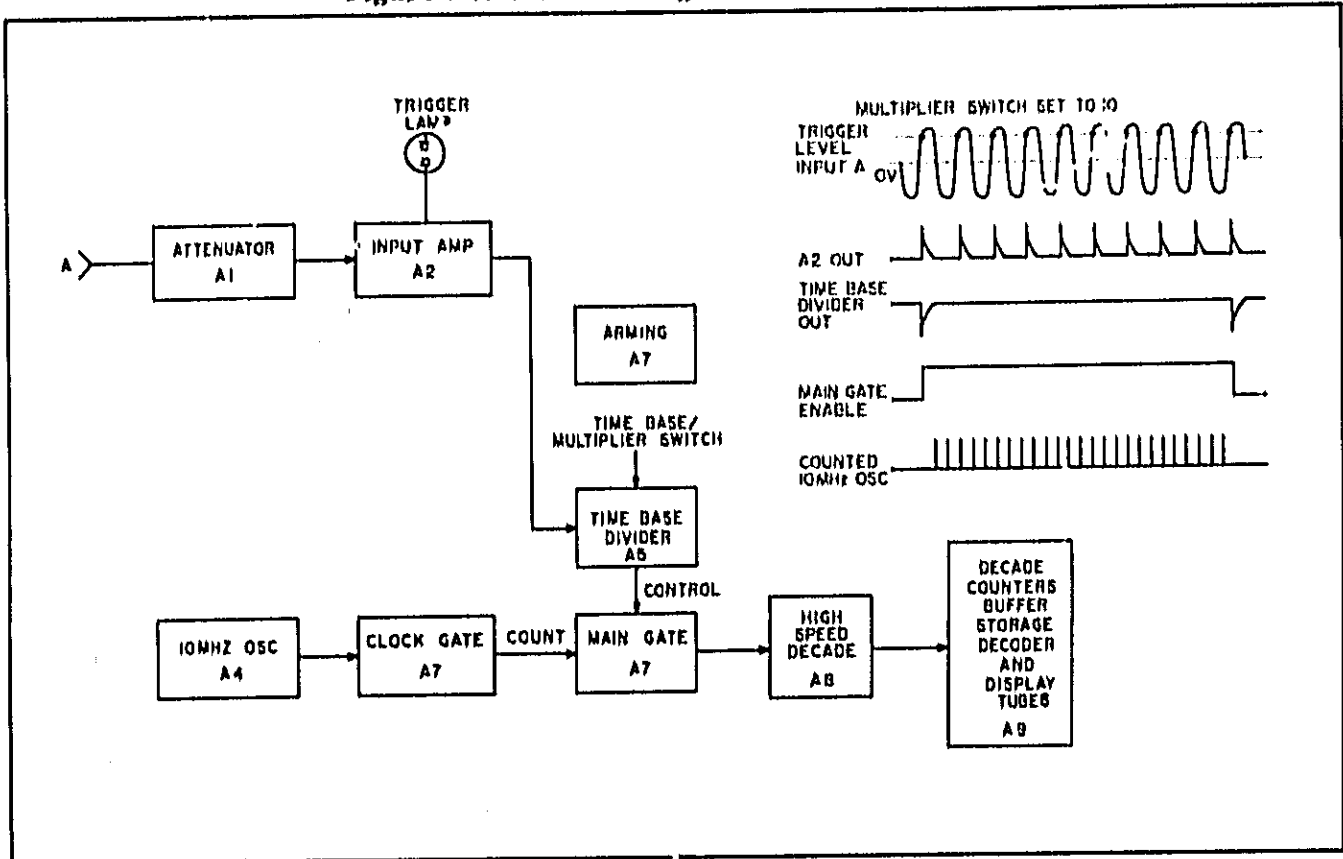 TRIGGER
LAMP
A
ATTENUATOR
A1
INPUT AMP
A2
ARMING
A7
TIME BASE/
MULTIPLIER SWITCH
TIME BASE
DIVIDER
A5
CONTROL
10MHZ OSC
A4
CLOCK GATE
A7
COUNT
MAIN GATE
A7
HIGH
SPEED
DECADE
A8
DECADE
COUNTERS
BUFFER
STORAGE
DECODER
AND
DISPLAY
TUBES
A9
MULTIPLIER SWITCH SET TO 10
TRIGGER
LEVEL
INPUT A
0V
A2 OUT
TIME BASE
DIVIDER
OUT
MAIN GATE
ENABLE
COUNTED
10MHz OSC